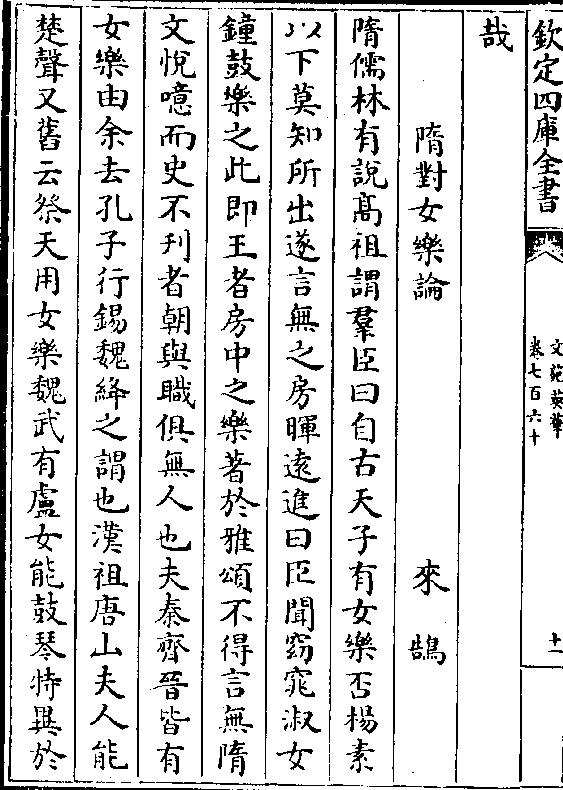 欽定四庫全書
文苑英華
卷七百六十
十一
哉
隋對女樂論　來鵠
隋儒林有說髙祖謂羣臣曰自古天子有女樂否楊素
以下莫知所出遂言無之房暉遠進曰臣聞窈窕淑女
鐘鼓樂之此即王者房中之樂著於雅頌不得言無隋
文悅噫而史不刋者朝與職俱無人也夫秦齊晉皆有
女樂由余去孔子行錫魏絳之謂也漢祖唐山夫人能
楚聲又舊云祭天用女樂魏武有盧女能鼓琴特異於